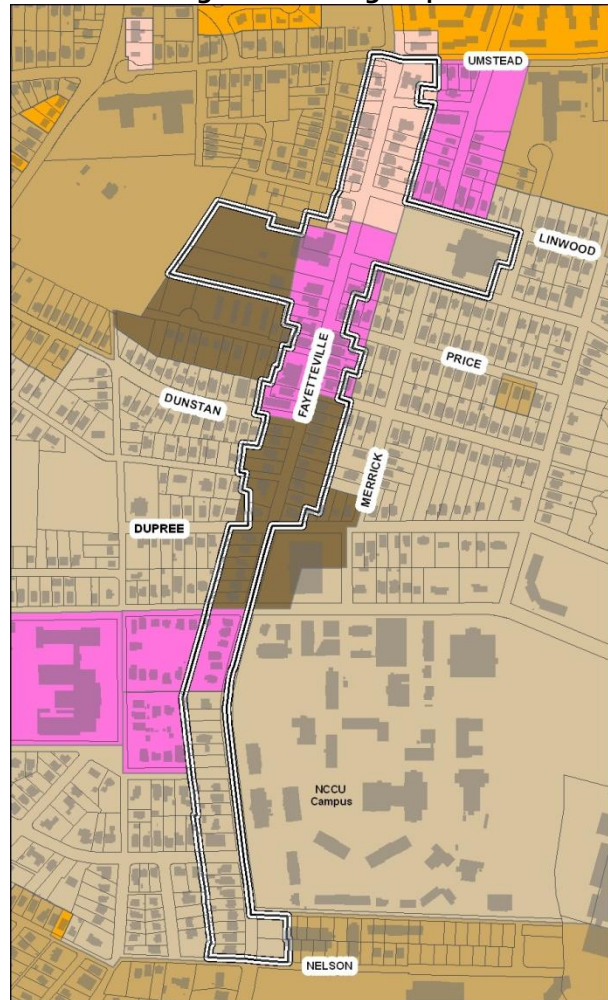 UMSTEAD
LINWOOD
FAYETTEVILLE
PRICE
DUNSTAN
MERRICK
DUPREE
NCCU
Campus
NELSON